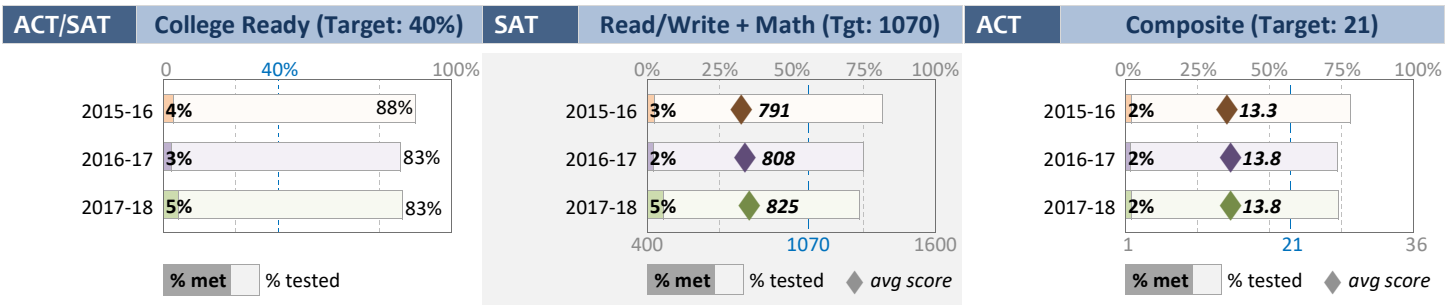 ACT/SAT College Ready (Target: 40%)
0 40% 100%
2015-16 4% 88%
2016-17 3% 83%
2017-18 5% 83%
% met % tested
SAT Read/Write + Math (Tgt: 1070)
0% 25% 50% 75% 100%
2015-16 3% 791
2016-17 2% 808
2017-18 5% 825
400 1070 1600
% met % tested avg score
ACT Composite (Target: 21)
0% 25% 50% 75% 100%
2015-16 2% 13.3
2016-17 2% 13.8
2017-18 2% 13.8
1 21 36
% met % tested avg score